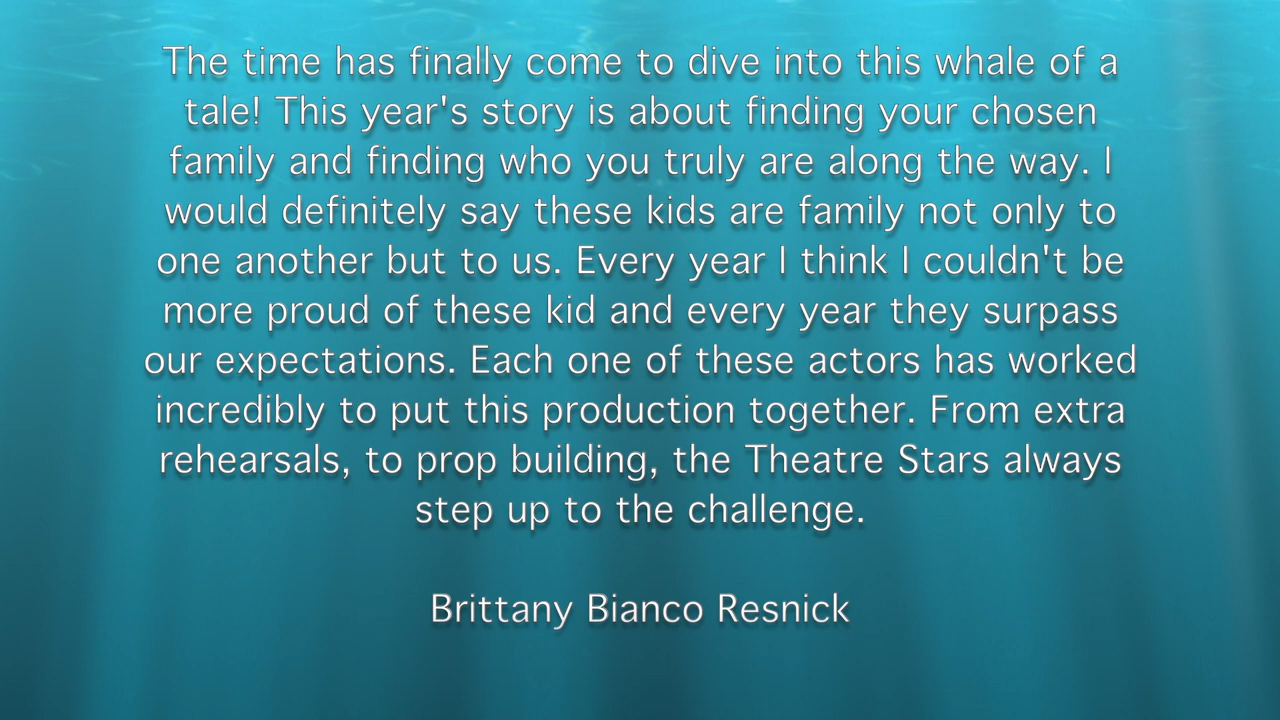 The time has finally come to dive into this whale of a
tale! This year's story is about finding your chosen
family and finding who you truly are along the way. I
would definitely say these kids are family not only to
one another but to us. Every year I think I couldn't be
more proud of these kid and every year they surpass
our expectations. Each one of these actors has worked
incredibly to put this production together. From extra
rehearsals, to prop building, the Theatre Stars always
step up to the challenge.
Brittany Bianco Resnick